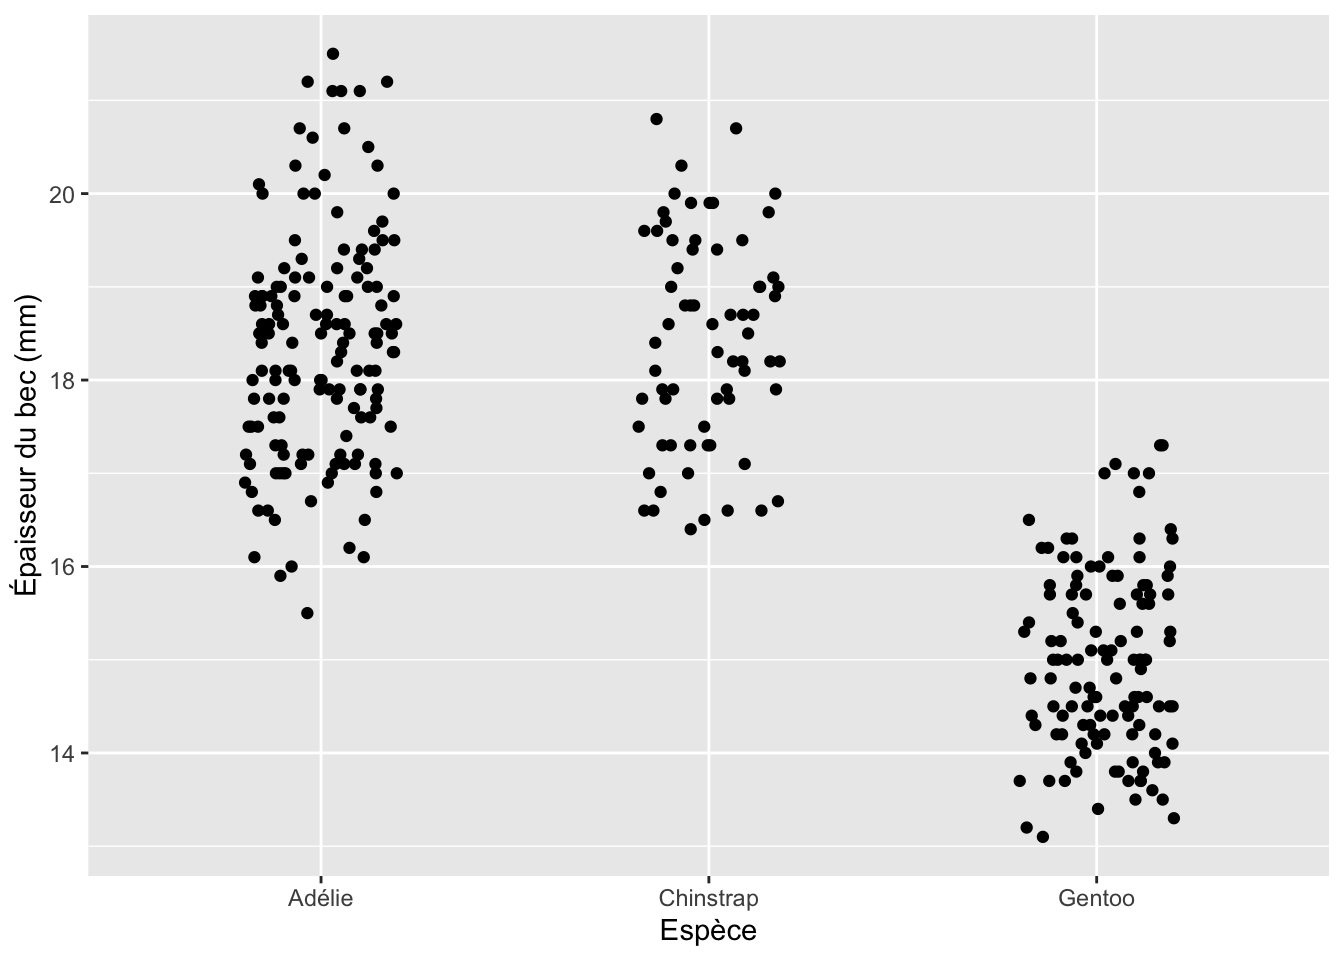 Épaisseur du bec (mm)
20
18
16
14
Adélie
Chinstrap
Gentoo
Espèce